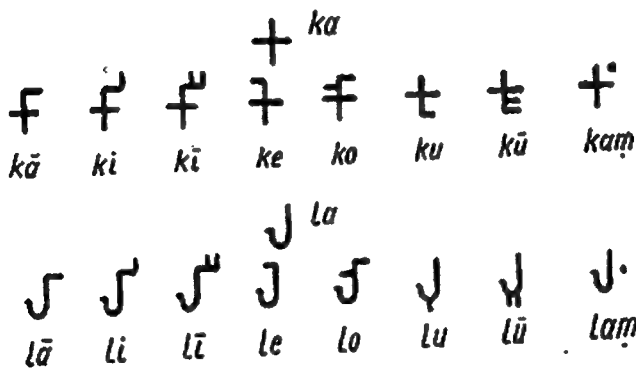 𑀓 ka
𑀓𑀸 𑀓𑀺 𑀓𑀻 𑀓𑁂 𑀓𑁄 𑀓𑀼 𑀓𑀽 𑀓𑀁
kā ki kī ke ko ku kū kaṃ
𑀮 la
𑀮𑀸 𑀮𑀺 𑀮𑀻 𑀮𑁂 𑀮𑁄 𑀮𑀼 𑀮𑀽 𑀮𑀁
lā li lī le lo lu lū laṃ